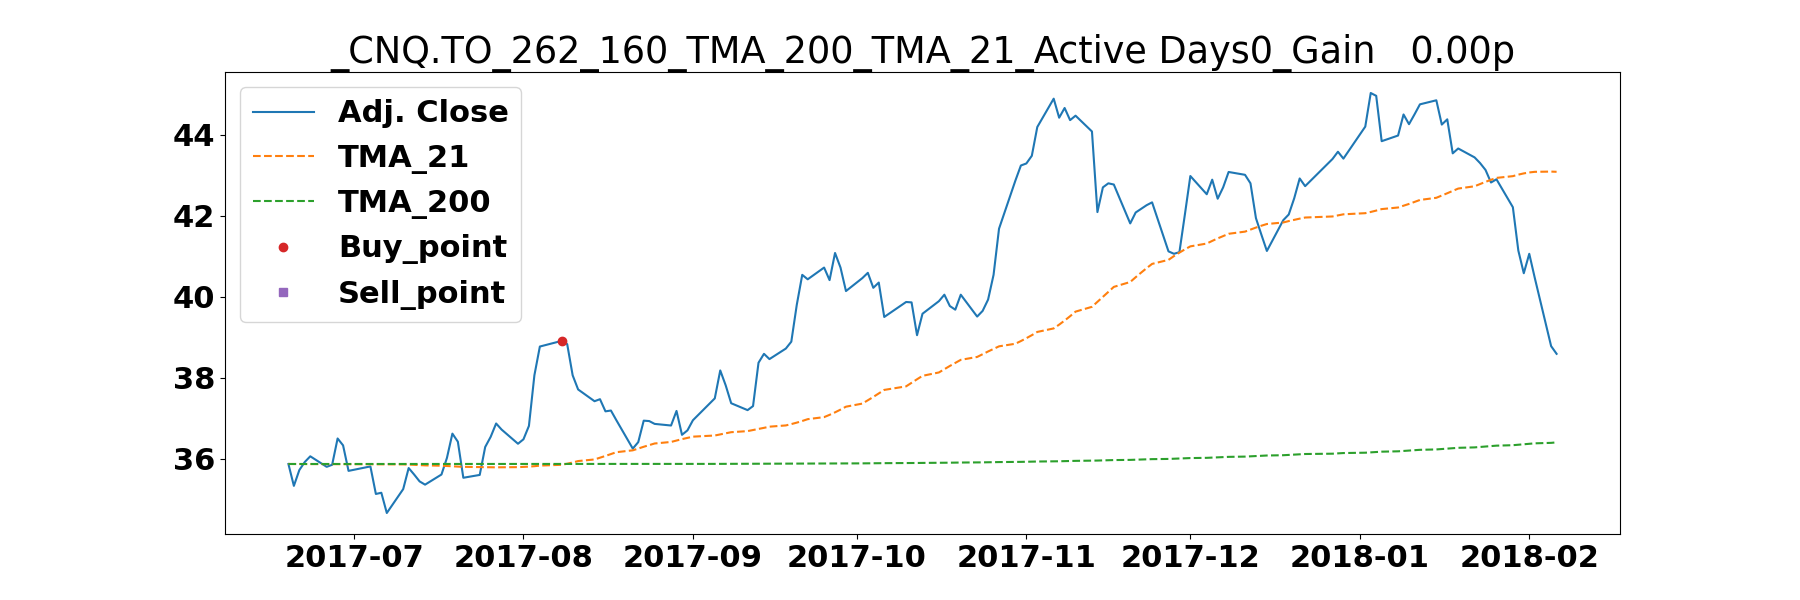 _CNQ.TO_262_160_TMA_200_TMA_21_Active Days0_Gain   0.00p
Adj. Close
TMA_21
TMA_200
Buy_point
Sell_point
44
42
40
38
36
2017-07 2017-08 2017-09 2017-10 2017-11 2017-12 2018-01 2018-02